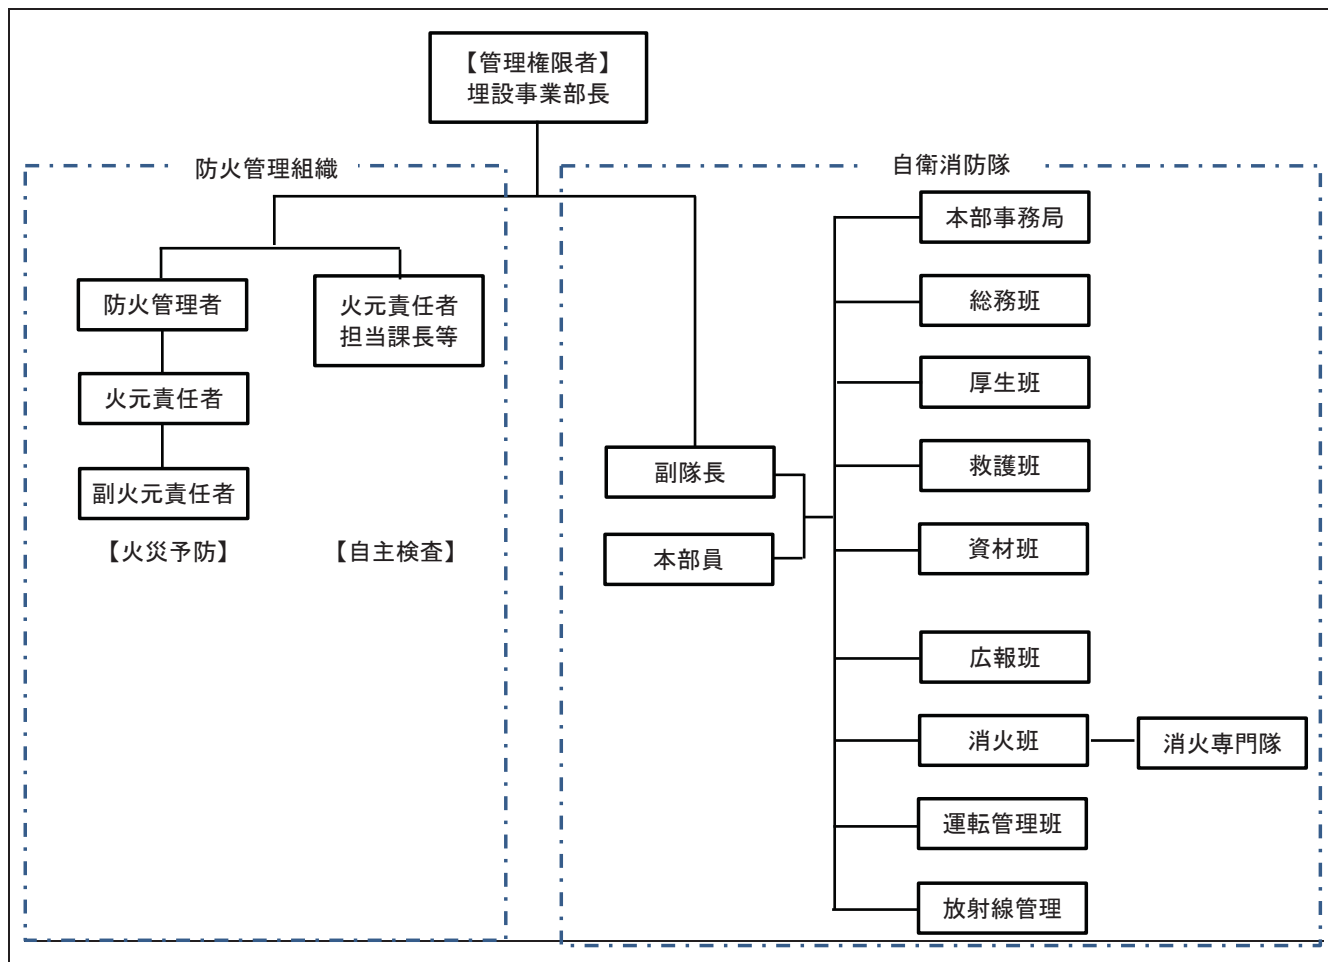 【管理権限者】
埋設事業部長
防火管理組織
防火管理者
火元責任者
副火元責任者
【火災予防】
火元責任者
担当課長等
【自主検査】
自衛消防隊
副隊長
本部員
本部事務局
総務班
厚生班
救護班
資材班
広報班
消火班
消火専門隊
運転管理班
放射線管理